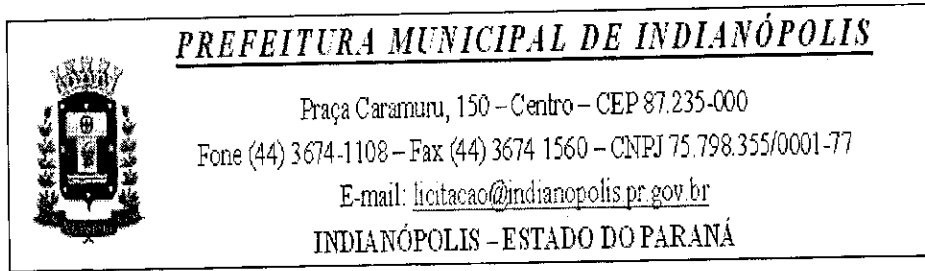 PREFEITURA MUNICIPAL DE INDIANÓPOLIS
Praça Caramuru, 150 – Centro – CEP 87.235-000
Fone (44) 3674-1108 – Fax (44) 3674 1560 – CNPJ 75.798.355/0001-77
E-mail: licitacao@indianopolis.pr.gov.br
INDIANÓPOLIS – ESTADO DO PARANÁ